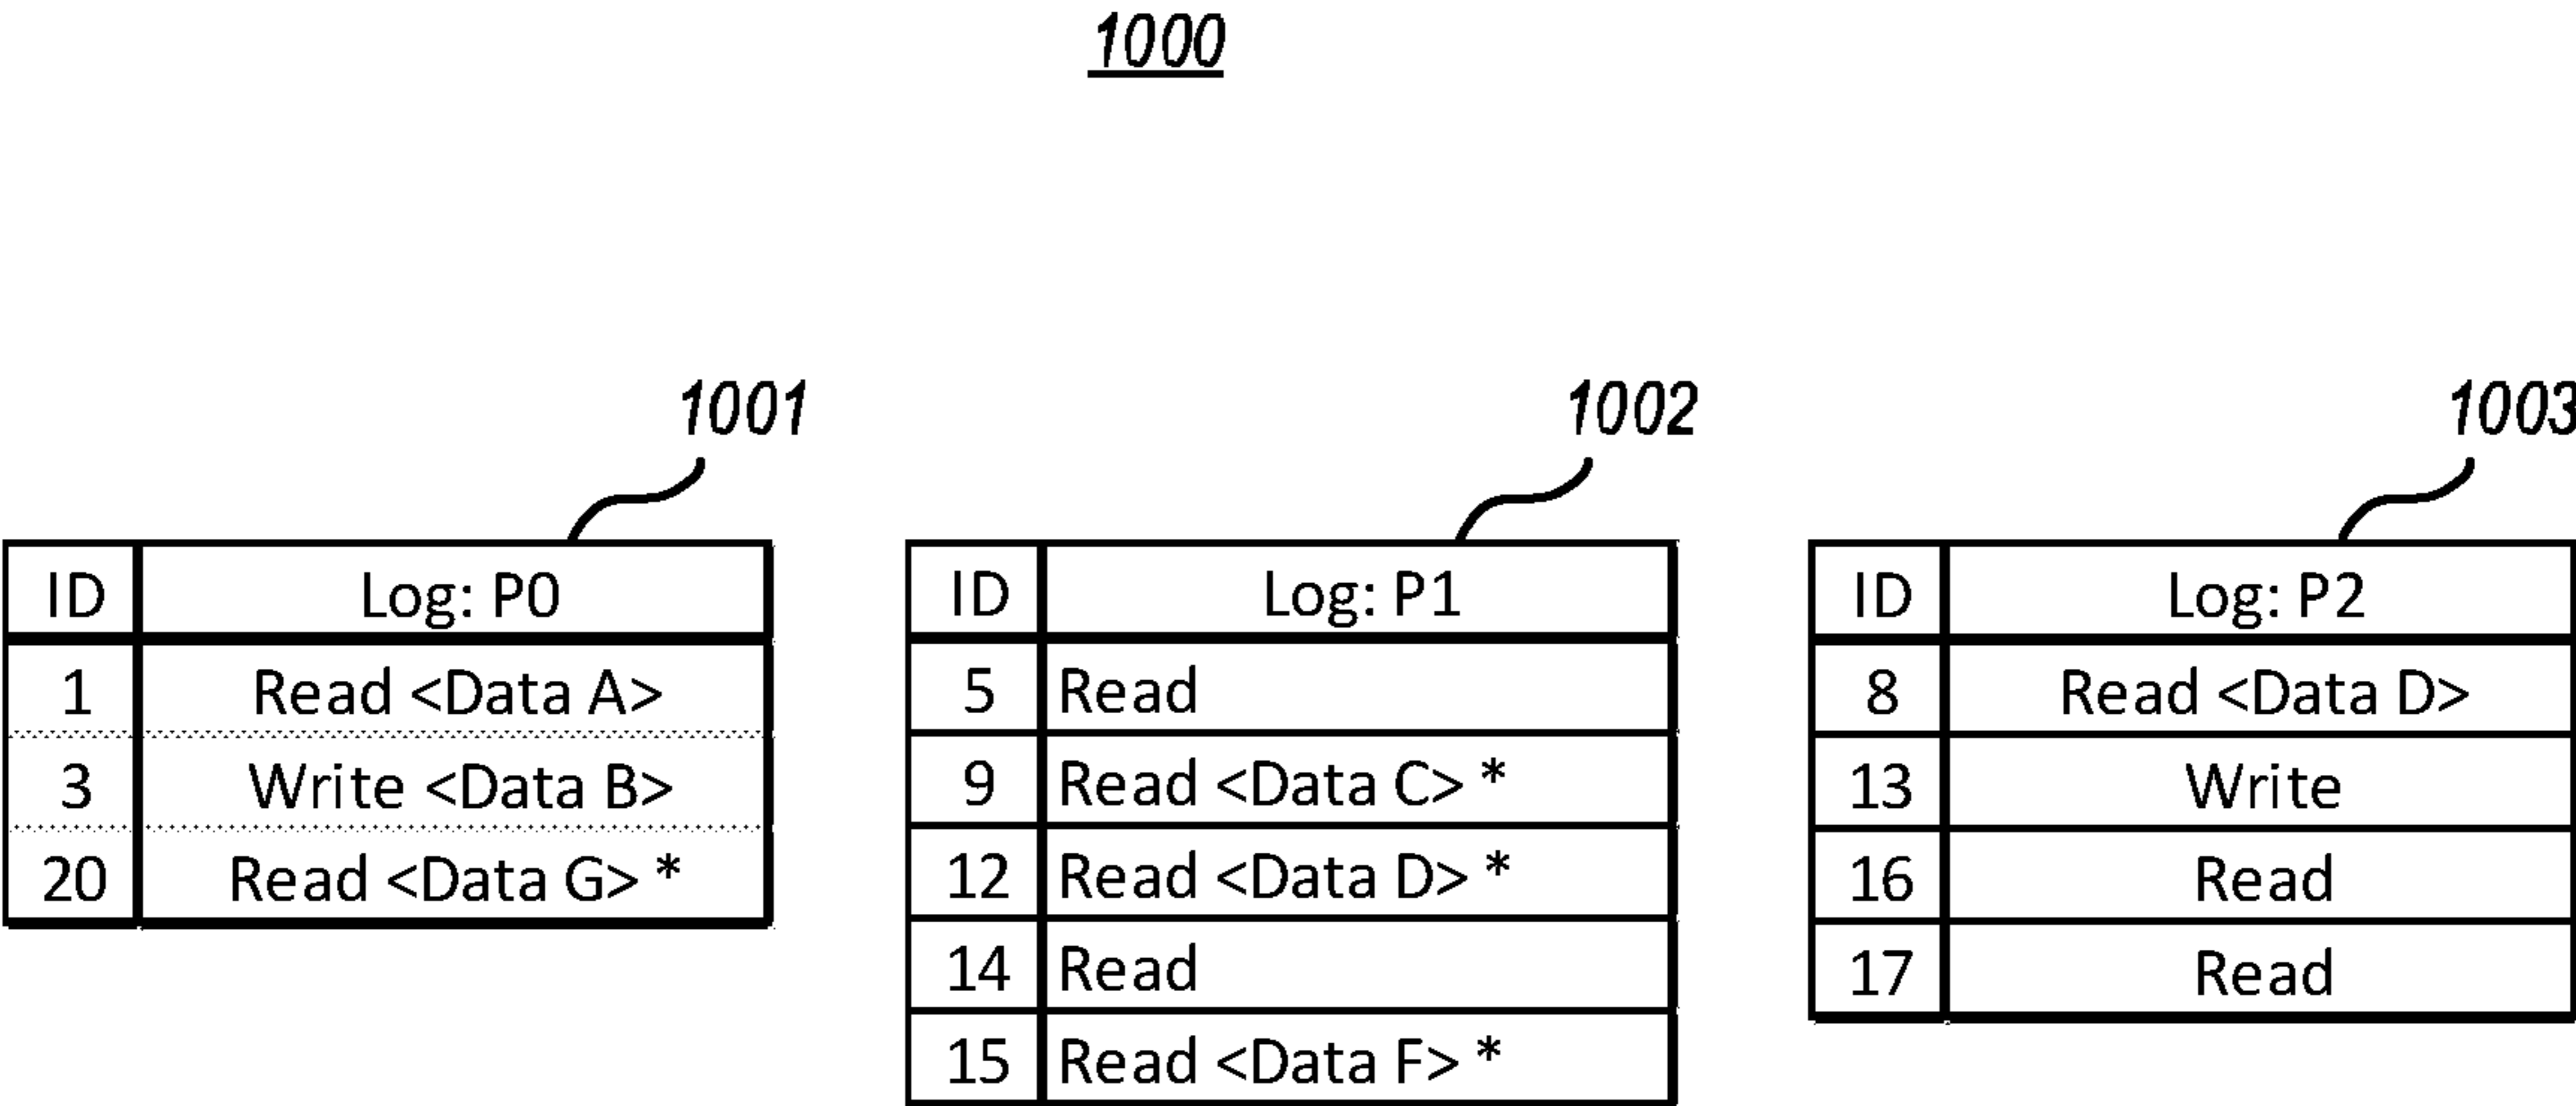 1000
1001
ID Log: P0
1 Read <Data A>
3 Write <Data B>
20 Read <Data G> *
1002
ID Log: P1
5 Read
9 Read <Data C> *
12 Read <Data D> *
14 Read
15 Read <Data F> *
1003
ID Log: P2
8 Read <Data D>
13 Write
16 Read
17 Read